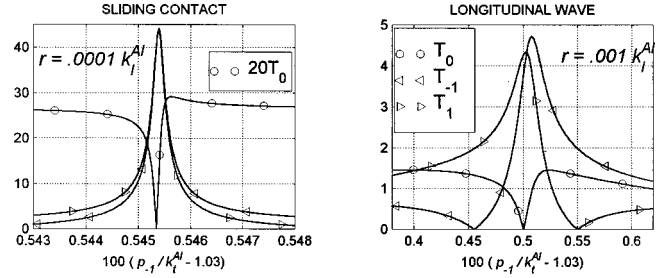 SLIDING CONTACT
r = .0001 k_l^{Al}
20T_0
40
30
20
10
0
0.543 0.544 0.545 0.546 0.547 0.548
100 (p_{-1}/k_t^{Al} - 1.03)
LONGITUDINAL WAVE
r = .001 k_l^{Al}
T_0
T_{-1}
T_1
5
4
3
2
1
0
0.4 0.45 0.5 0.55 0.6
100 (p_{-1}/k_t^{Al} - 1.03)